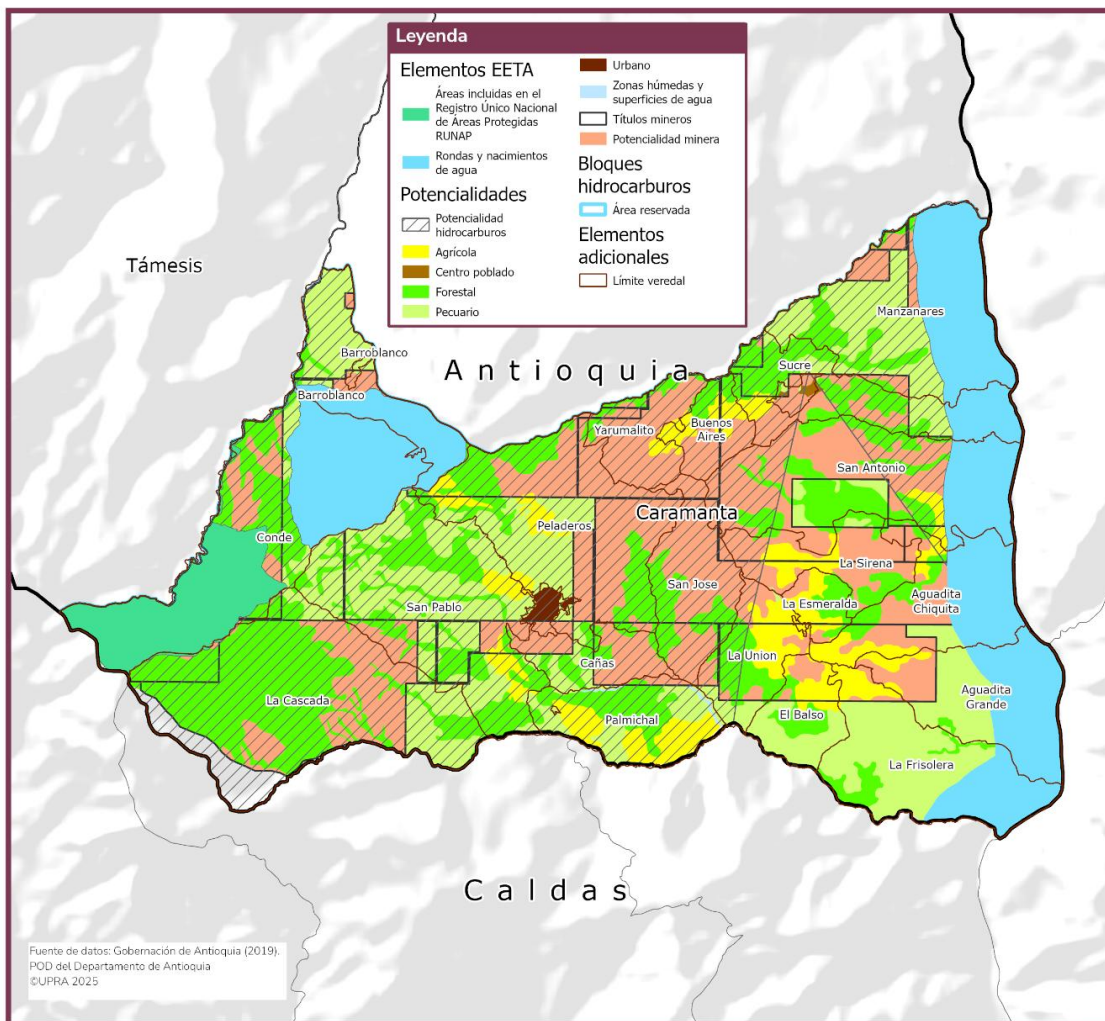 Leyenda
Elementos EETA
Áreas incluidas en el
Registro Único Nacional
de Áreas Protegidas
RUNAP
Rondas y nacimientos
de agua
Potencialidades
Potencialidad
hidrocarburos
Agrícola
Centro poblado
Forestal
Pecuario
Urbano
Zonas húmedas y
superficies de agua
Títulos mineros
Potencialidad minera
Bloques
hidrocarburos
Área reservada
Elementos
adicionales
Límite veredal
Támesis
Antioquia
Manzanares
Barroblanco
Sucre
Barroblanco
Buenos
Aires
Yarumalito
San Antonio
Caramanta
Peladeros
Conde
La Sirena
San Jose
Aguadita
Chiquita
La Esmeralda
San Pablo
La Union
Cañas
Aguadita
Grande
La Cascada
El Balso
Palmichal
La Frisolera
Caldas
Fuente de datos: Gobernación de Antioquia (2019).
POD del Departamento de Antioquia
©UPRA 2025